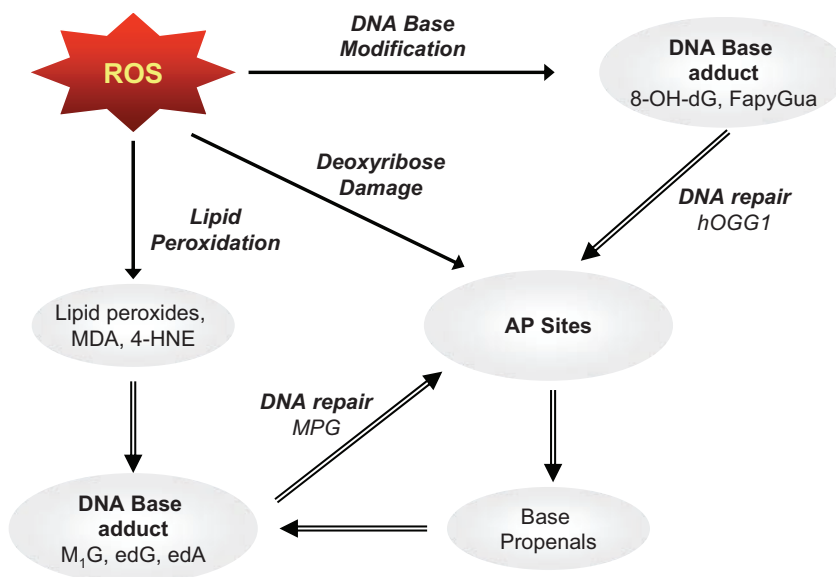 ROS
DNA Base
Modification
DNA Base
adduct
8-OH-dG, FapyGua
Deoxyribose
Damage
Lipid
Peroxidation
DNA repair
hOGG1
Lipid peroxides,
MDA, 4-HNE
AP Sites
DNA repair
MPG
DNA Base
adduct
M₁G, edG, edA
Base
Propenals